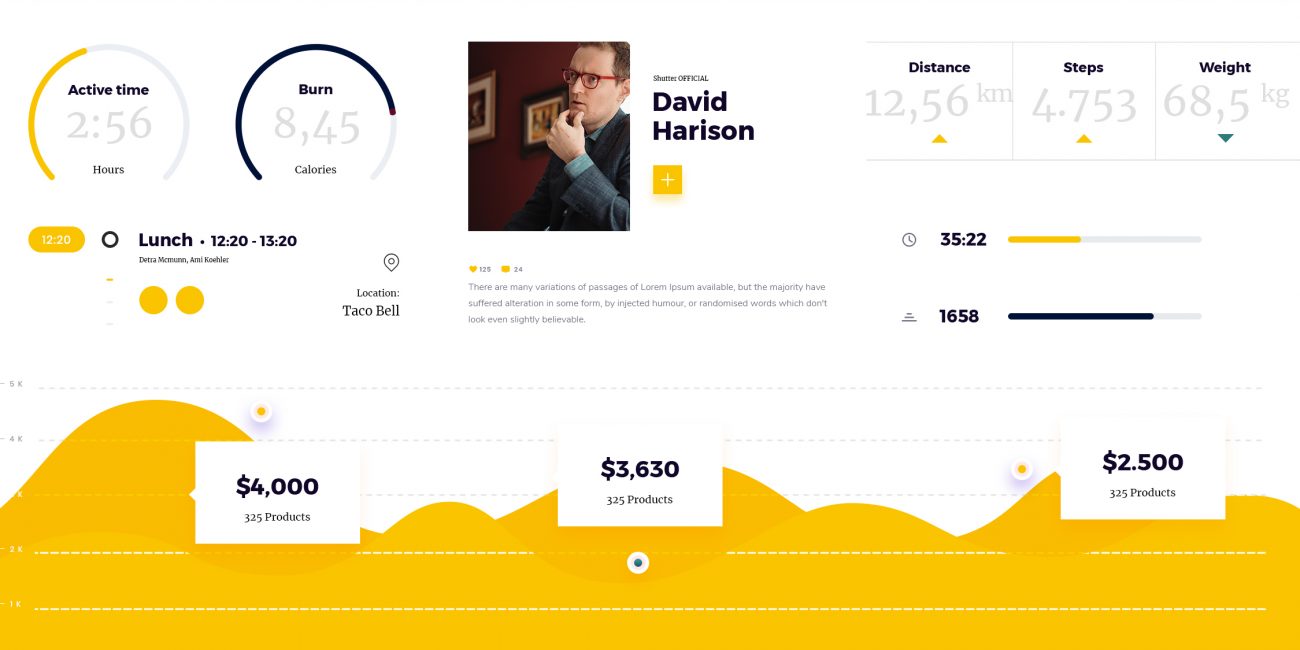 Active time
2:56
Hours
Burn
8,45
Calories
12:20
Lunch • 12:20 - 13:20
Detra Mcmunn, Ami Koehler
Location:
Taco Bell
Shutter OFFICIAL
David
Harison
125 24
There are many variations of passages of Lorem Ipsum available, but the majority have
suffered alteration in some form, by injected humour, or randomised words which don't
look even slightly believable.
Distance
12,56 km
Steps
4.753
Weight
68,5 kg
35:22
1658
5 K
4 K
K
2 K
1 K
$4,000
325 Products
$3,630
325 Products
$2.500
325 Products